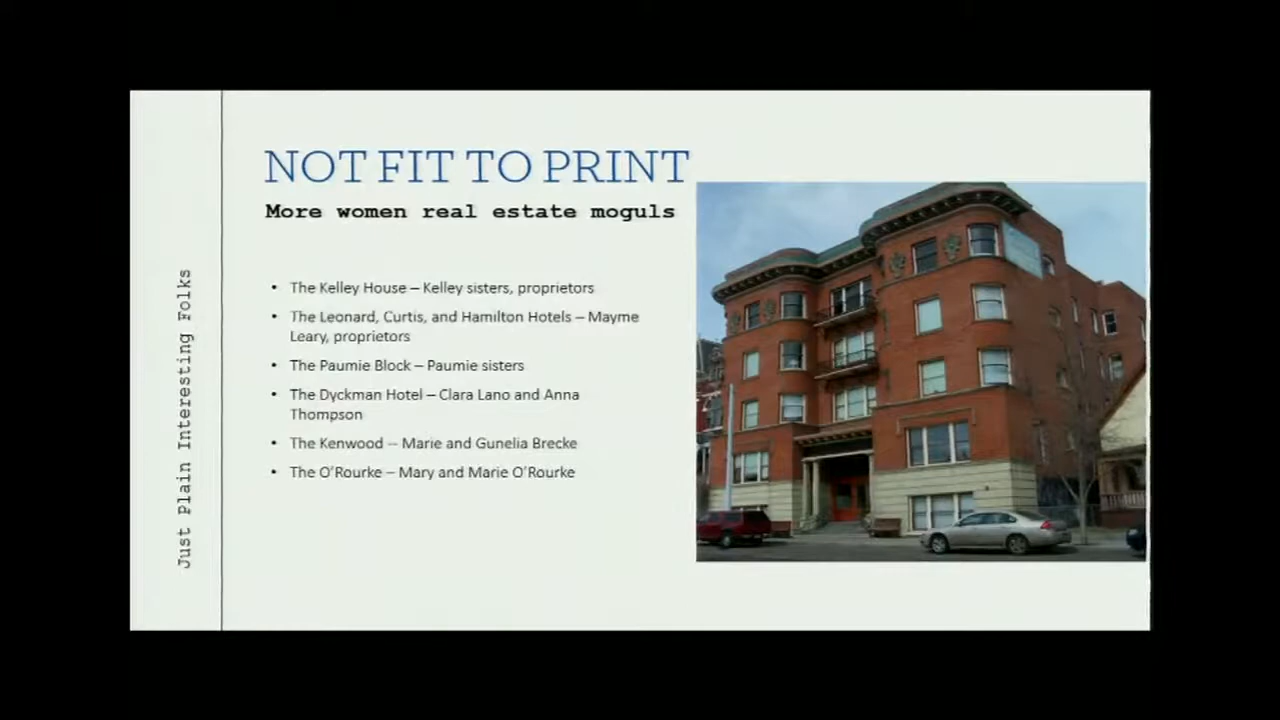 NOT FIT TO PRINT
More women real estate moguls
• The Kelley House – Kelley sisters, proprietors
• The Leonard, Curtis, and Hamilton Hotels – Mayme
Leary, proprietors
• The Paumie Block – Paumie sisters
• The Dyckman Hotel – Clara Lano and Anna
Thompson
• The Kenwood -- Marie and Gunelia Brecke
• The O'Rourke – Mary and Marie O'Rourke
Just Plain Interesting Folks